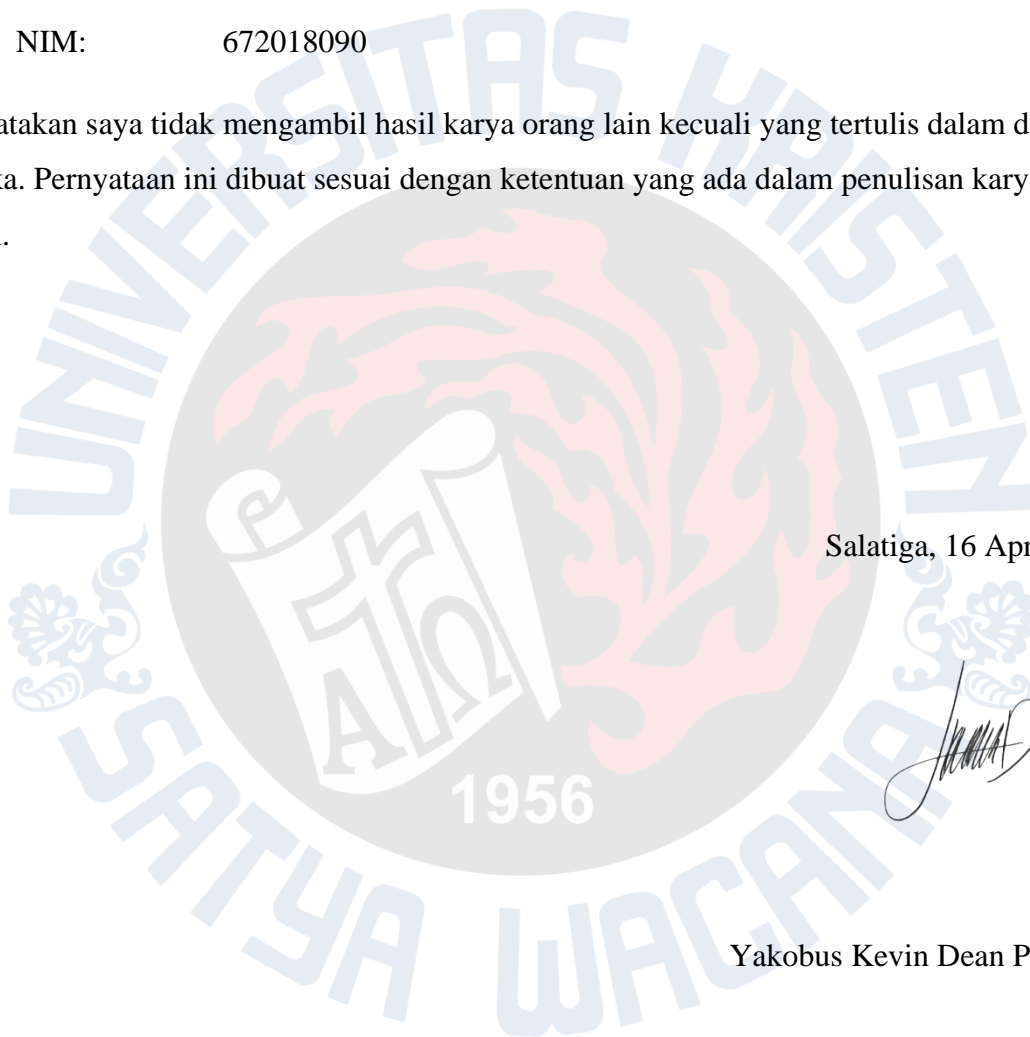 NIM: 672018090
atakan saya tidak mengambil hasil karya orang lain kecuali yang tertulis dalam d
ka. Pernyataan ini dibuat sesuai dengan ketentuan yang ada dalam penulisan kary
UNIVERSITAS KRISTEN
Salatiga, 16 Apr
1956
SATYA WACANA
Yakobus Kevin Dean P